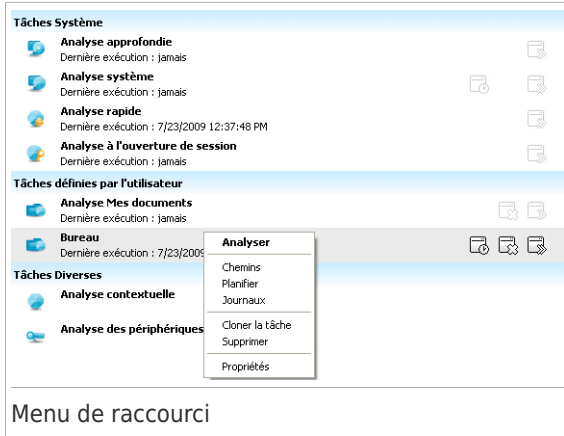 Tâches Système
Analyse approfondie
Dernière exécution : jamais
Analyse système
Dernière exécution : jamais
Analyse rapide
Dernière exécution : 7/23/2009 12:37:48 PM
Analyse à l'ouverture de session
Dernière exécution : jamais
Tâches définies par l'utilisateur
Analyse Mes documents
Dernière exécution : jamais
Bureau
Dernière exécution : 7/23/2009
Analyser
Chemins
Planifier
Journaux
Cloner la tâche
Supprimer
Propriétés
Tâches Diverses
Analyse contextuelle
Analyse des périphériques
Menu de raccourci